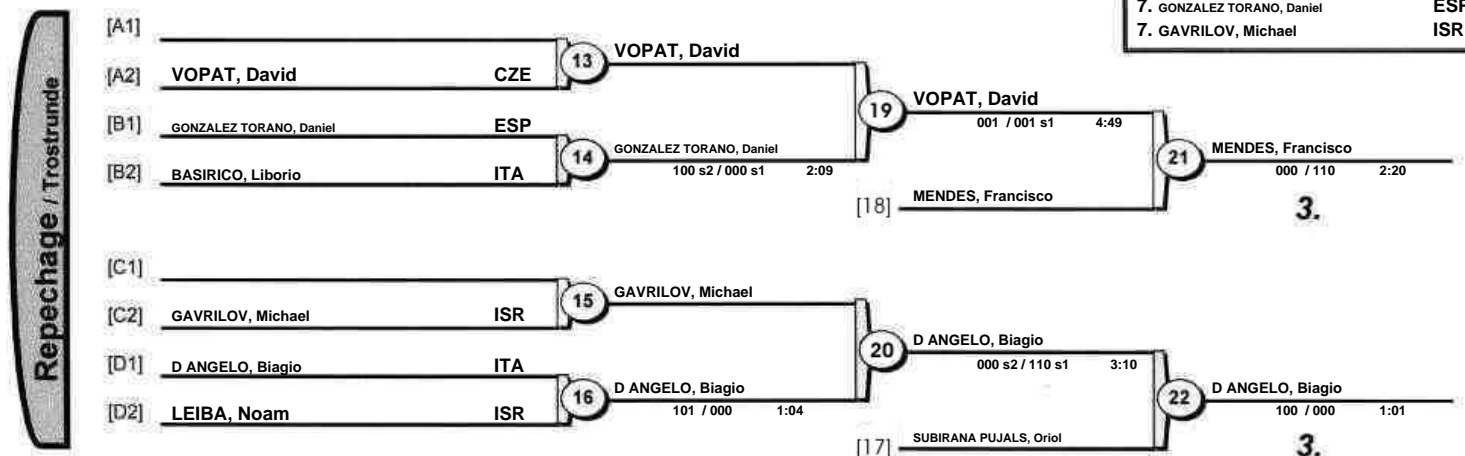 7. GONZALEZ TORANO, Daniel ESP
7. GAVRILOV, Michael ISR
Repechage / Trostrunde
[A1]
[A2] VOPAT, David CZE
13 VOPAT, David
[B1] GONZALEZ TORANO, Daniel ESP
[B2] BASIRICO, Liborio ITA
14 GONZALEZ TORANO, Daniel
100 s2 / 000 s1 2:09
19 VOPAT, David
001 / 001 s1 4:49
[18] MENDES, Francisco
21 MENDES, Francisco
000 / 110 2:20
3.
[C1]
[C2] GAVRILOV, Michael ISR
15 GAVRILOV, Michael
[D1] D ANGELO, Biagio ITA
[D2] LEIBA, Noam ISR
16 D ANGELO, Biagio
101 / 000 1:04
20 D ANGELO, Biagio
000 s2 / 110 s1 3:10
[17] SUBIRANA PUJALS, Oriol
22 D ANGELO, Biagio
100 / 000 1:01
3.